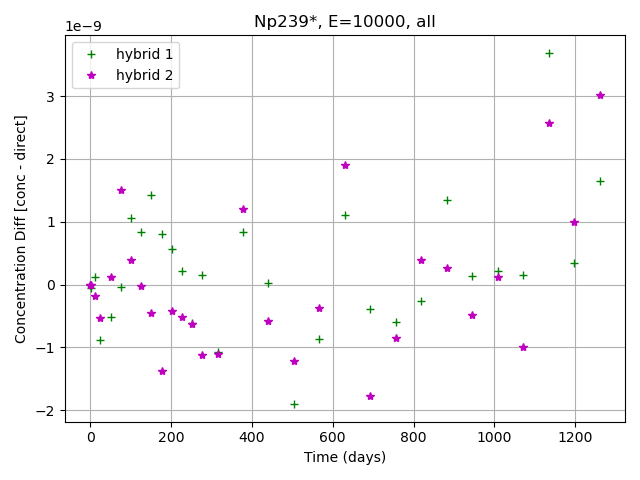 Np239*, E=10000, all
1e−9
hybrid 1
hybrid 2
3
2
1
0
−1
−2
Concentration Diff [conc - direct]
0 200 400 600 800 1000 1200
Time (days)